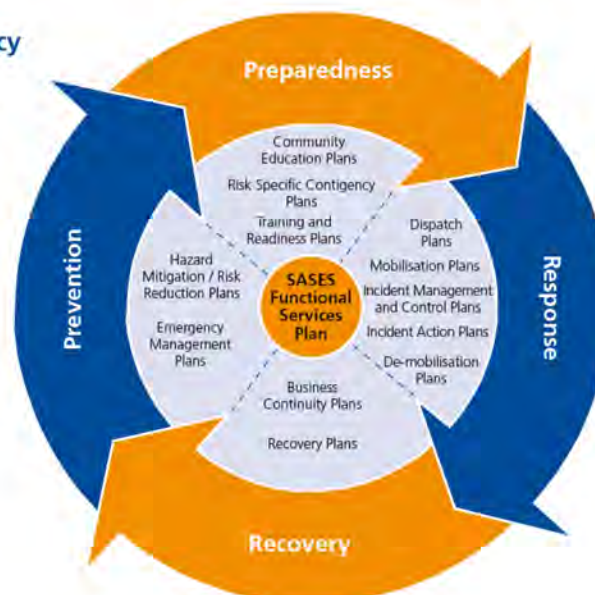 Preparedness
Community
Education Plans
Risk Specific Contigency
Plans
Training and
Readiness Plans
Response
Dispatch
Plans
Mobilisation Plans
Incident Management
and Control Plans
Incident Action Plans
De-mobilisation
Plans
Recovery
Business
Continuity Plans
Recovery Plans
Prevention
Hazard
Mitigation / Risk
Reduction Plans
Emergency
Management
Plans
SASES
Functional
Services
Plan